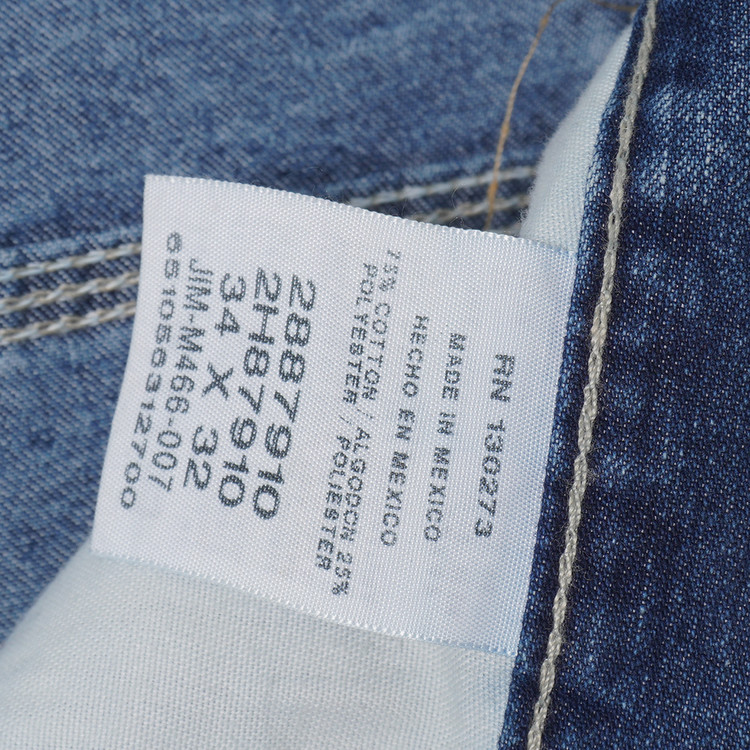 RN 130273
MADE IN MEXICO
HECHO EN MEXICO
75% COTTON / ALGODON 25%
POLYESTER / POLIESTER
2887910
2H87910
34 X 32
JIM-M466-007
651056312700